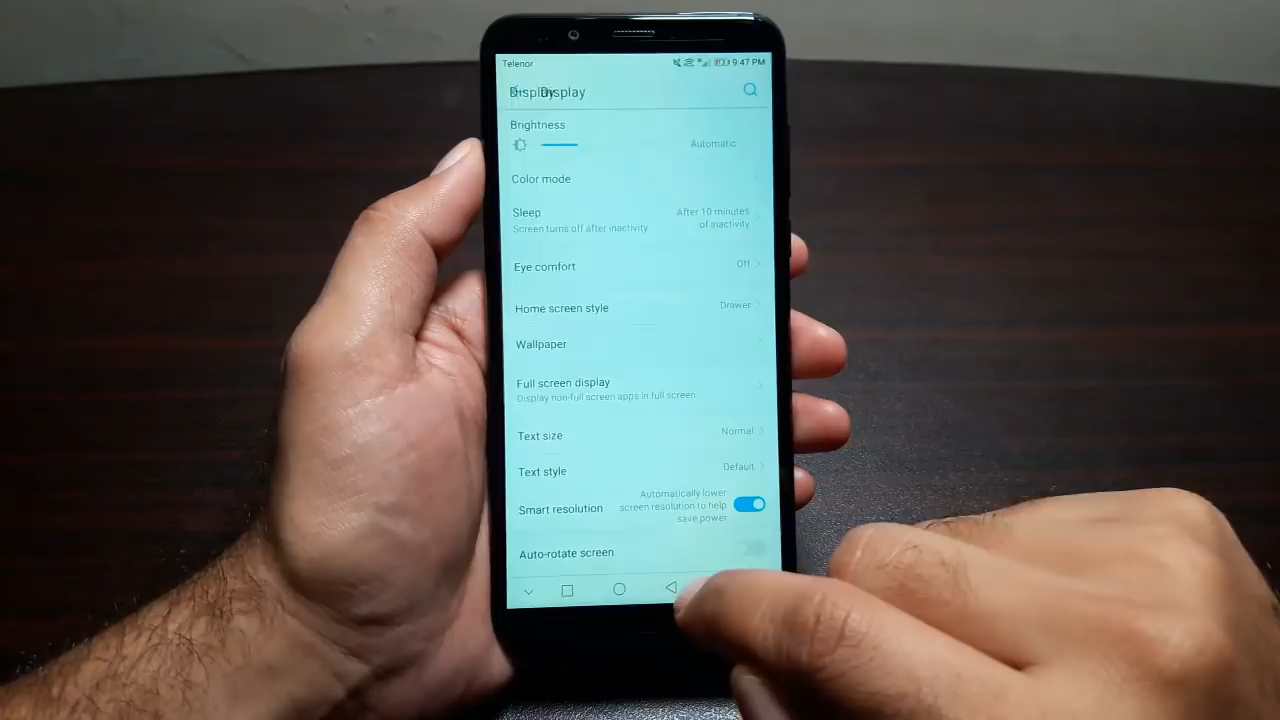 Telenor 9:47 PM
Display Display
Brightness
Automatic
Color mode
Sleep
Screen turns off after inactivity
After 10 minutes
of inactivity
Eye comfort
Off
Home screen style
Drawer
Wallpaper
Full screen display
Display non-full screen apps in full screen
Text size
Normal
Text style
Default
Smart resolution
Automatically lower
screen resolution to help
save power
Auto-rotate screen